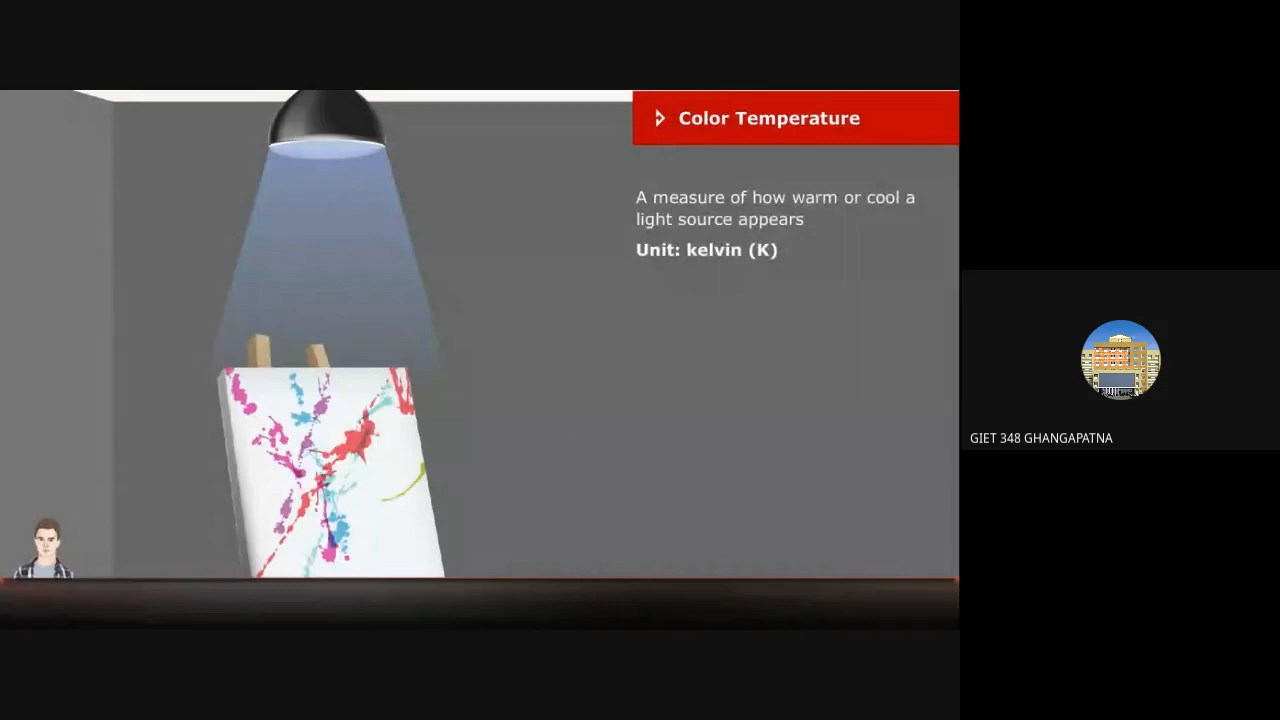 Color Temperature
A measure of how warm or cool a
light source appears
Unit: kelvin (K)
GIET 348 GHANGAPATNA